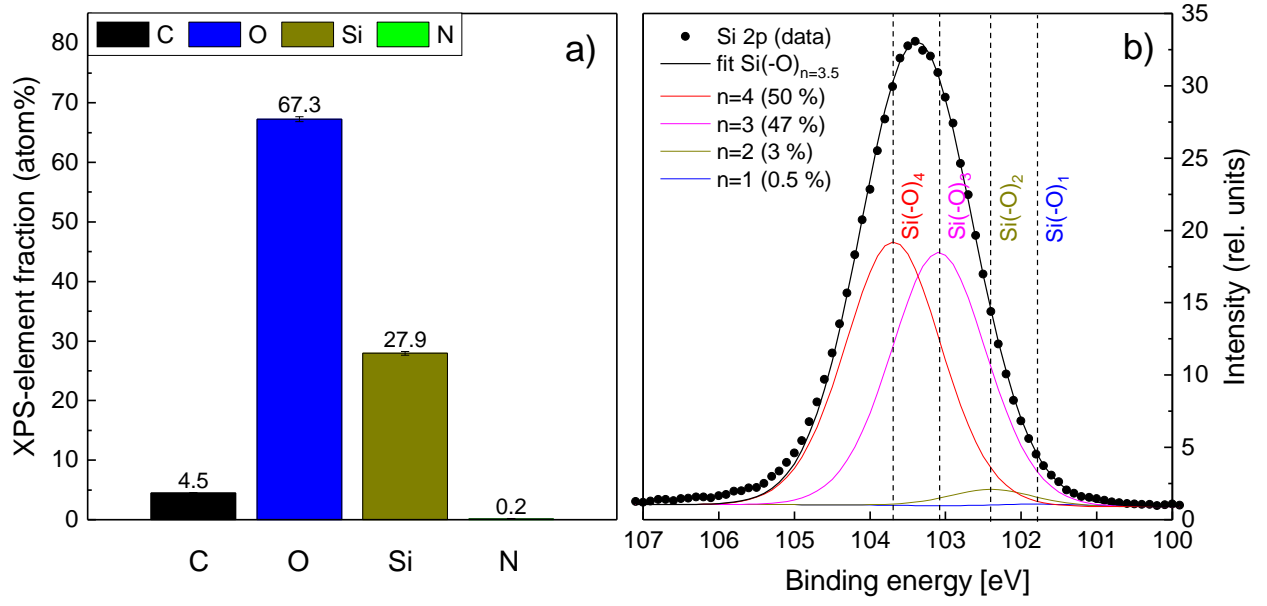 C O Si N
a)
XPS-element fraction (atom%)
80
70
60
50
40
30
20
10
0
4.5
67.3
27.9
0.2
C O Si N
b)
Si 2p (data)
fit Si(-O)n=3.5
n=4 (50 %)
n=3 (47 %)
n=2 (3 %)
n=1 (0.5 %)
Si(-O)4
Si(-O)3
Si(-O)2
Si(-O)1
35
30
25
20
15
10
5
0
Intensity (rel. units)
107 106 105 104 103 102 101 100
Binding energy [eV]